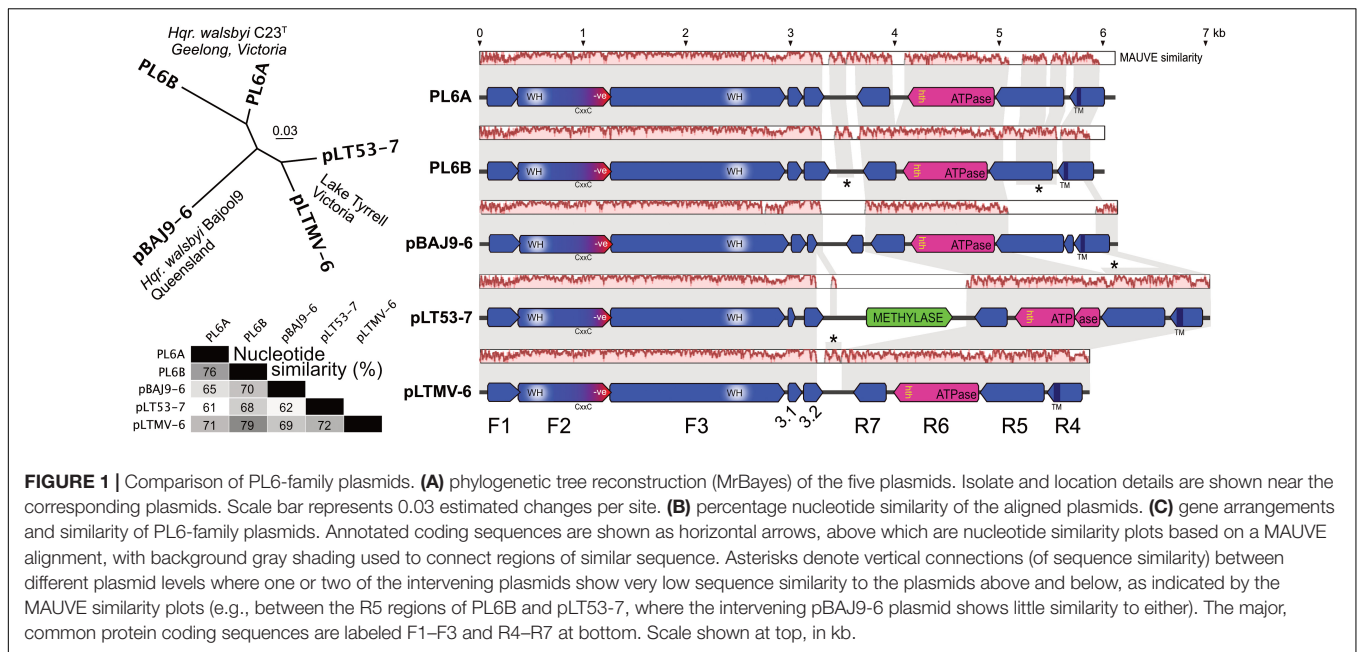 Hqr. walsbyi C23T
Geelong, Victoria
PL6B
PL6A
0.03
pLT53-7
Lake Tyrrell
Victoria
pLTMV-6
pBAJ9-6
Hqr. walsbyi Bajool9
Queensland
PL6A PL6B pBAJ9-6 pLT53-7 pLTMV-6
PL6A Nucleotide
PL6B 76 similarity (%)
pBAJ9-6 65 70
pLT53-7 61 68 62
pLTMV-6 71 79 69 72
0 1 2 3 4 5 6 7 kb
MAUVE similarity
PL6A WH -ve WH hth ATPase
CxxC TM
PL6B WH -ve WH hth ATPase
CxxC * * TM
pBAJ9-6 WH -ve WH hth ATPase
CxxC TM *
pLT53-7 WH -ve WH METHYLASE hth ATP ase
CxxC * TM
pLTMV-6 WH -ve WH hth ATPase
CxxC TM
F1 F2 F3 3.1 3.2 R7 R6 R5 R4
FIGURE 1 | Comparison of PL6-family plasmids. (A) phylogenetic tree reconstruction (MrBayes) of the five plasmids. Isolate and location details are shown near the
corresponding plasmids. Scale bar represents 0.03 estimated changes per site. (B) percentage nucleotide similarity of the aligned plasmids. (C) gene arrangements
and similarity of PL6-family plasmids. Annotated coding sequences are shown as horizontal arrows, above which are nucleotide similarity plots based on a MAUVE
alignment, with background gray shading used to connect regions of similar sequence. Asterisks denote vertical connections (of sequence similarity) between
different plasmid levels where one or two of the intervening plasmids show very low sequence similarity to the plasmids above and below, as indicated by the
MAUVE similarity plots (e.g., between the R5 regions of PL6B and pLT53-7, where the intervening pBAJ9-6 plasmid shows little similarity to either). The major,
common protein coding sequences are labeled F1–F3 and R4–R7 at bottom. Scale shown at top, in kb.